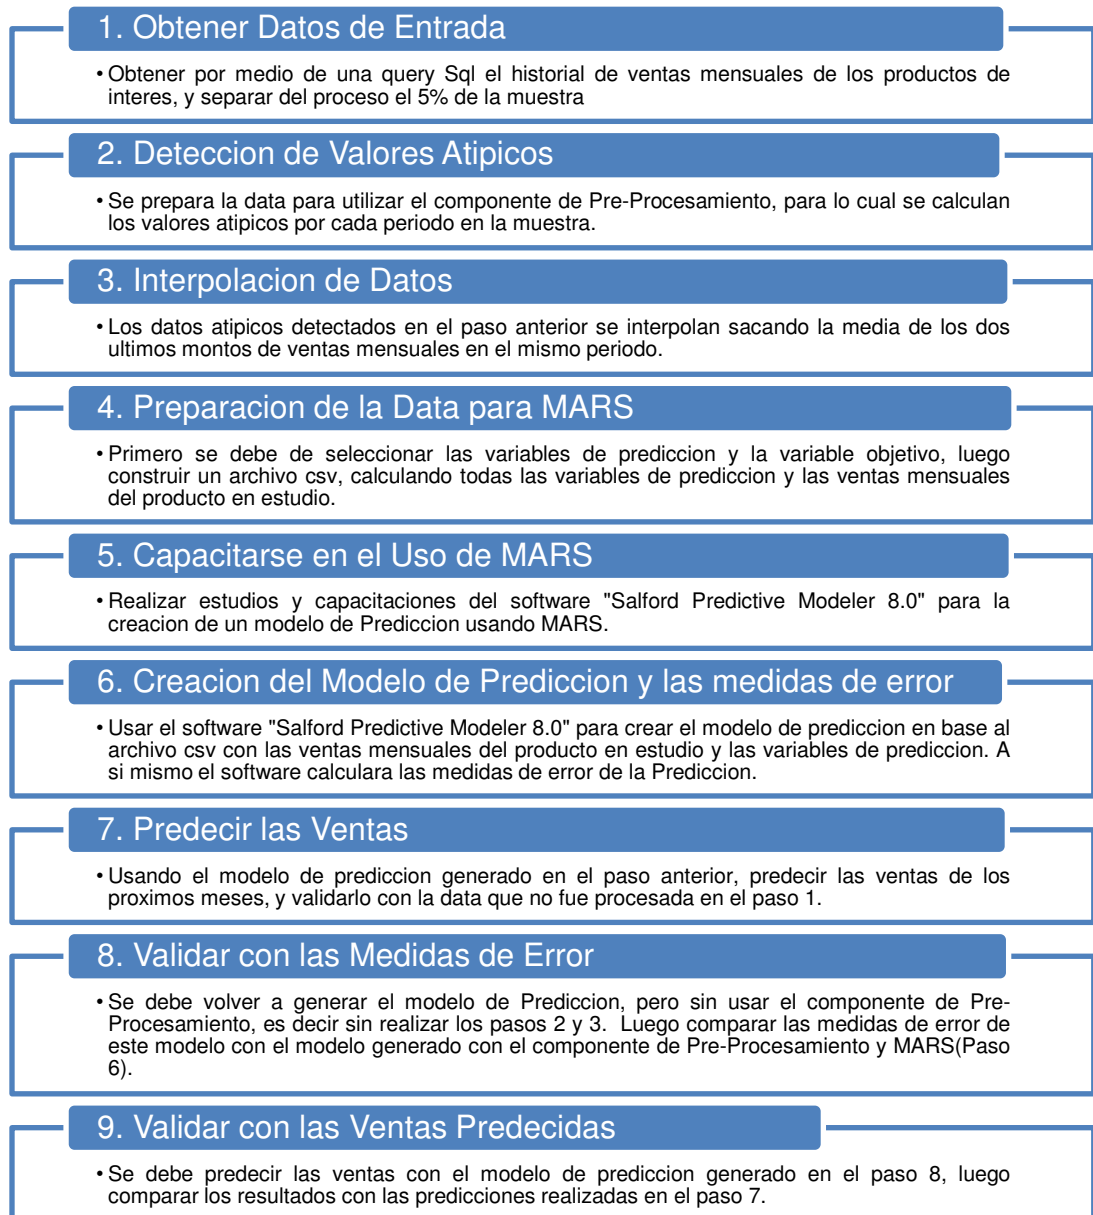 1. Obtener Datos de Entrada
• Obtener por medio de una query Sql el historial de ventas mensuales de los productos de
interes, y separar del proceso el 5% de la muestra
2. Deteccion de Valores Atipicos
• Se prepara la data para utilizar el componente de Pre-Procesamiento, para lo cual se calculan
los valores atipicos por cada periodo en la muestra.
3. Interpolacion de Datos
• Los datos atipicos detectados en el paso anterior se interpolan sacando la media de los dos
ultimos montos de ventas mensuales en el mismo periodo.
4. Preparacion de la Data para MARS
• Primero se debe de seleccionar las variables de prediccion y la variable objetivo, luego
construir un archivo csv, calculando todas las variables de prediccion y las ventas mensuales
del producto en estudio.
5. Capacitarse en el Uso de MARS
• Realizar estudios y capacitaciones del software "Salford Predictive Modeler 8.0" para la
creacion de un modelo de Prediccion usando MARS.
6. Creacion del Modelo de Prediccion y las medidas de error
• Usar el software "Salford Predictive Modeler 8.0" para crear el modelo de prediccion en base al
archivo csv con las ventas mensuales del producto en estudio y las variables de prediccion. A
si mismo el software calculara las medidas de error de la Prediccion.
7. Predecir las Ventas
• Usando el modelo de prediccion generado en el paso anterior, predecir las ventas de los
proximos meses, y validarlo con la data que no fue procesada en el paso 1.
8. Validar con las Medidas de Error
• Se debe volver a generar el modelo de Prediccion, pero sin usar el componente de Pre-
Procesamiento, es decir sin realizar los pasos 2 y 3. Luego comparar las medidas de error de
este modelo con el modelo generado con el componente de Pre-Procesamiento y MARS(Paso
6).
9. Validar con las Ventas Predecidas
• Se debe predecir las ventas con el modelo de prediccion generado en el paso 8, luego
comparar los resultados con las predicciones realizadas en el paso 7.